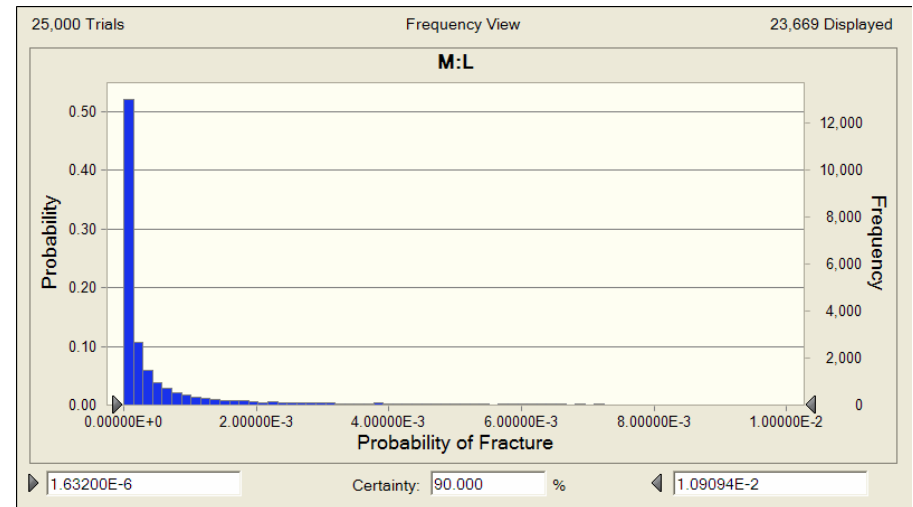 25,000 Trials Frequency View 23,669 Displayed
M:L
0.50
0.40
0.30
0.20
0.10
0.00
Probability
12,000
10,000
8,000
6,000
4,000
2,000
0
Frequency
0.00000E+0 2.00000E-3 4.00000E-3 6.00000E-3 8.00000E-3 1.00000E-2
Probability of Fracture
1.63200E-6 Certainty: 90.000 % 1.09094E-2